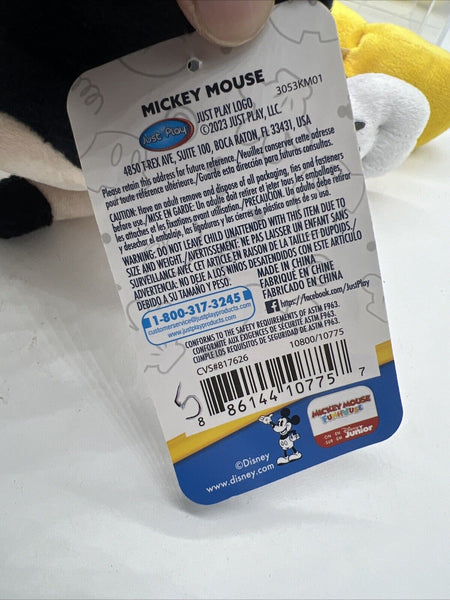 MICKEY MOUSE
3053KM01
Just Play
JUST PLAY LOGO
©2023 JUST PLAY, LLC.
4850 T-REX AVE, SUITE 100, BOCA RATON, FL 33431, USA
Please retain this address for future reference./Veuillez conserver cette adresse
pour toute référence ultérieure./Guarde esta dirección para futuras consultas.
CAUTION: Have an adult remove and dispose of all packaging, ties and fasteners
before use./MISE EN GARDE: Un adulte doit retirer et jeter tous les emballages,
les attaches et les fixations avant utilisation./PRECAUCIÓN. Un adulto debe retirar
y desechar el embalaje, las ligaduras y los cierres de plástico antes de su uso.
WARNING: DO NOT LEAVE CHILD UNATTENDED WITH THIS ITEM DUE TO
SIZE AND WEIGHT./AVERTISSEMENT: NE PAS LAISSER UN ENFANT SANS
SURVEILLANCE AVEC CET ARTICLE EN RAISON DE LA TAILLE ET DUPOIDS./
ADVERTENCIA: NO DEJE A LOS NIÑOS DESATENDIDOS CON ESTE ARTÍCULO
DEBIDO A SU TAMAÑO Y PESO.
MADE IN CHINA
FABRIQUÉ EN CHINE
FABRICADO EN CHINA
1-800-317-3245
customerservice@justplayproducts.com
www.justplayproducts.com
https://facebook.com/JustPlay
CONFORMS TO THE SAFETY REQUIREMENTS OF ASTM F963.
CONFORME AUX EXIGENCES DE SÉCURITÉ ASTM F963.
CUMPLE LOS REQUISITOS DE SEGURIDAD DE ASTM F963.
CVS#817626
10800/10775
5
8 86144 10775 7
MICKEY MOUSE
FUNHOUSE
ON EN
SUR EN
Disney Junior
©Disney
www.disney.com